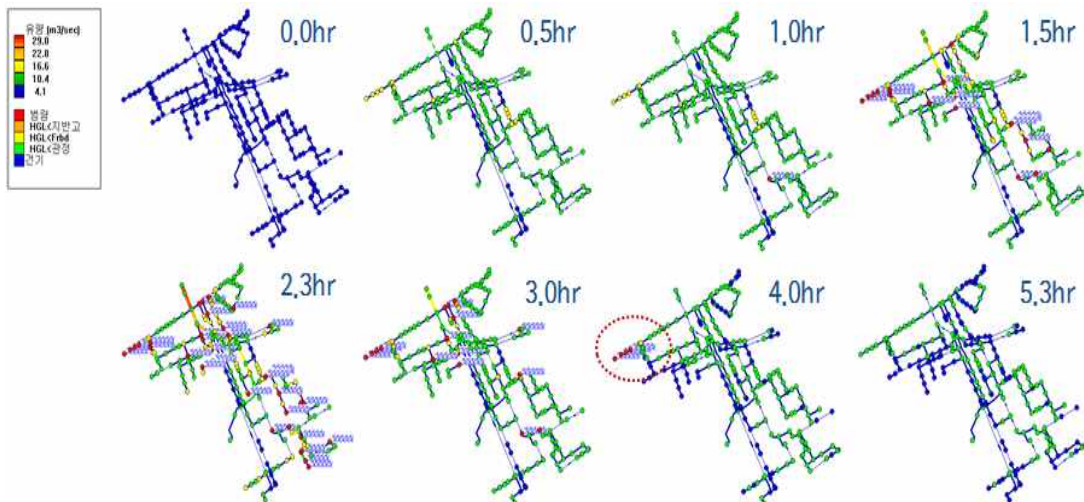 유량 (m3/sec)
29.0
22.8
16.6
10.4
4.1
범람
HGL<지반고
HGL<Frbd
HGL<관정
건기
0.0hr
0.5hr
1.0hr
1.5hr
2.3hr
3.0hr
4.0hr
5.3hr